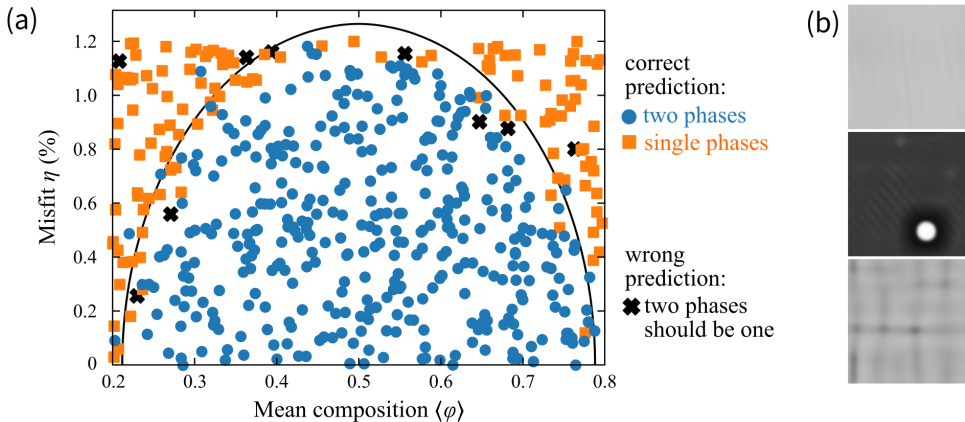 (a)
1.2
1.0
0.8
0.6
0.4
0.2
0
Misfit η (%)
0.2 0.3 0.4 0.5 0.6 0.7 0.8
Mean composition ⟨φ⟩
correct
prediction:
two phases
single phases
wrong
prediction:
two phases
should be one
(b)